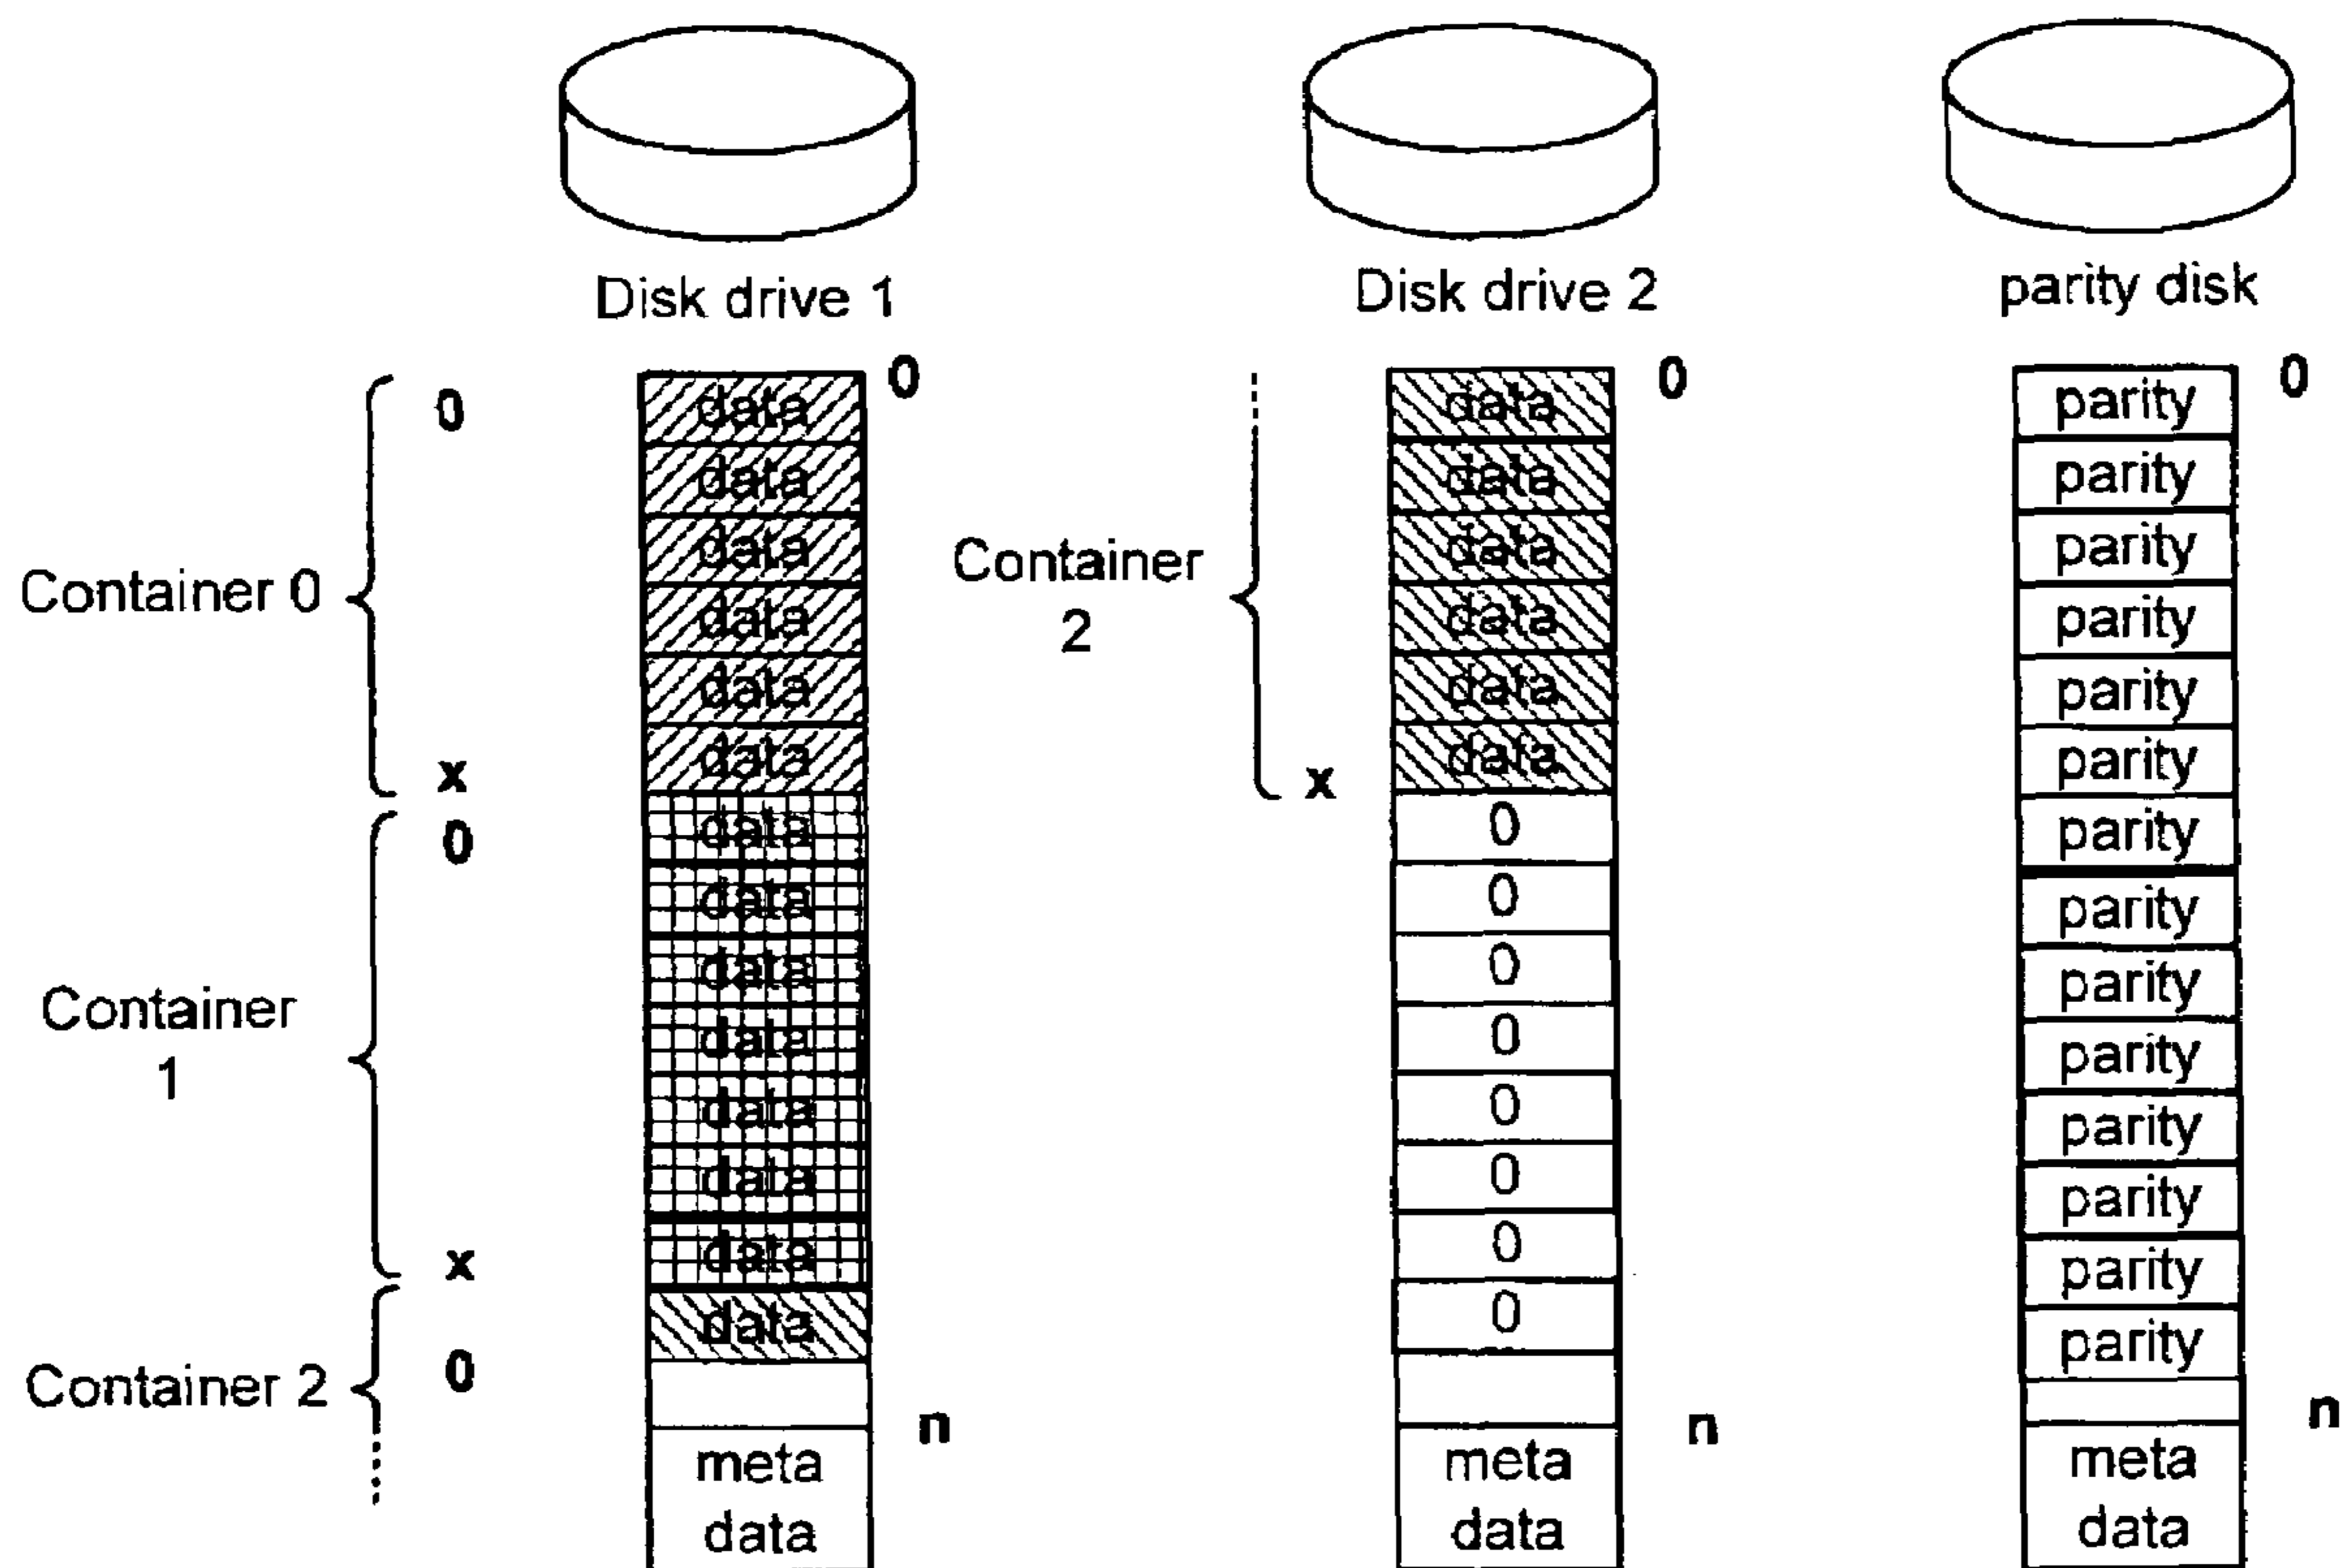 Disk drive 1 Disk drive 2 parity disk
0 0 0
0 data data parity
data data parity
data data parity
Container 0 Container 2
data data parity
data data parity
x data x data parity
0 data 0 parity
data 0 parity
data 0 parity
Container 1
data 0 parity
data 0 parity
data 0 parity
x data 0 parity
data 0 parity
Container 2 0
n n n
meta data meta data meta data